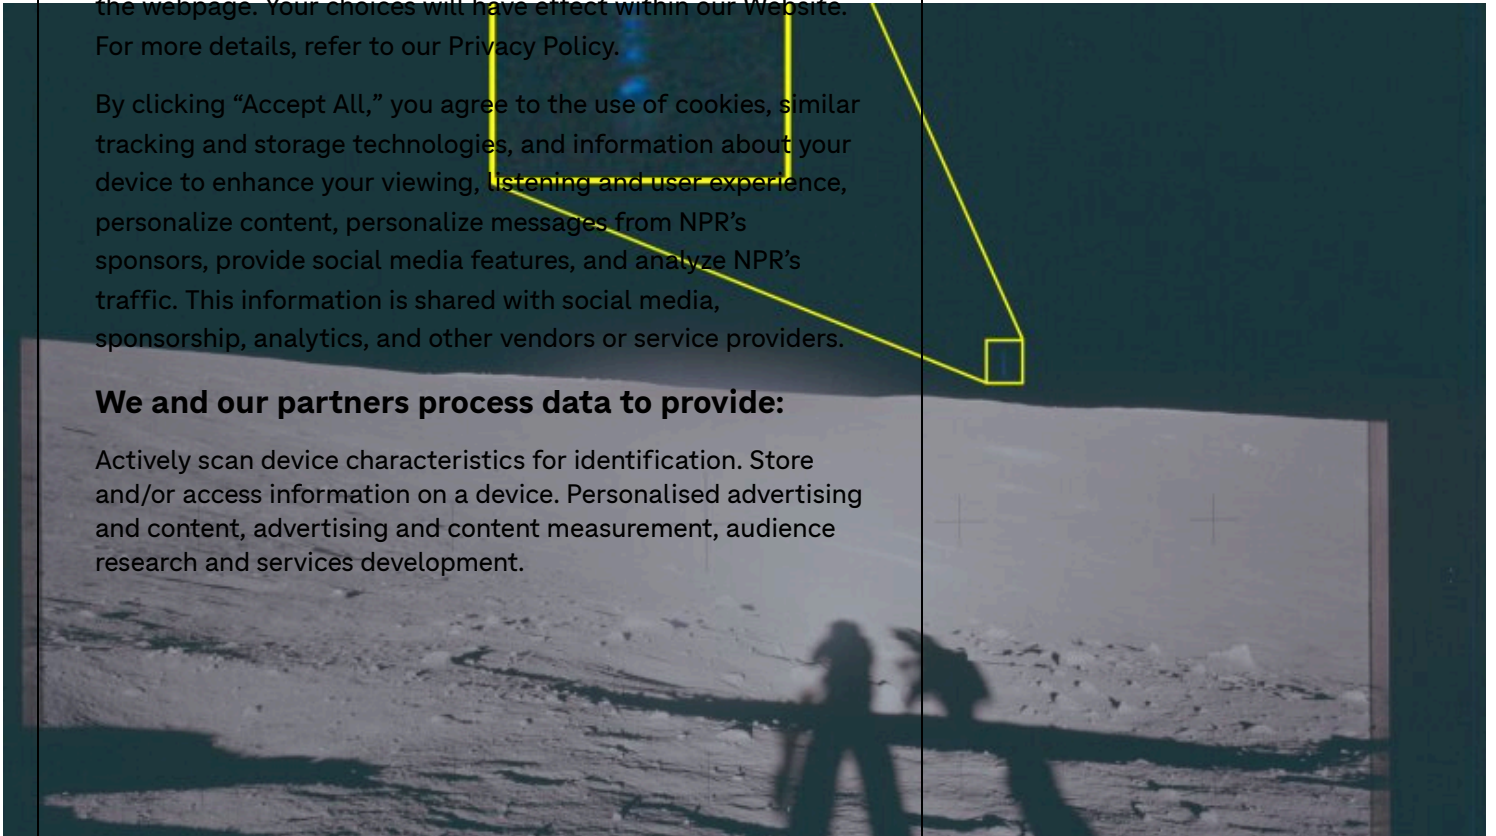 the webpage. Your choices will have effect within our Website.
For more details, refer to our Privacy Policy.
By clicking “Accept All,” you agree to the use of cookies, similar
tracking and storage technologies, and information about your
device to enhance your viewing, listening and user experience,
personalize content, personalize messages from NPR’s
sponsors, provide social media features, and analyze NPR’s
traffic. This information is shared with social media,
sponsorship, analytics, and other vendors or service providers.
We and our partners process data to provide:
Actively scan device characteristics for identification. Store
and/or access information on a device. Personalised advertising
and content, advertising and content measurement, audience
research and services development.